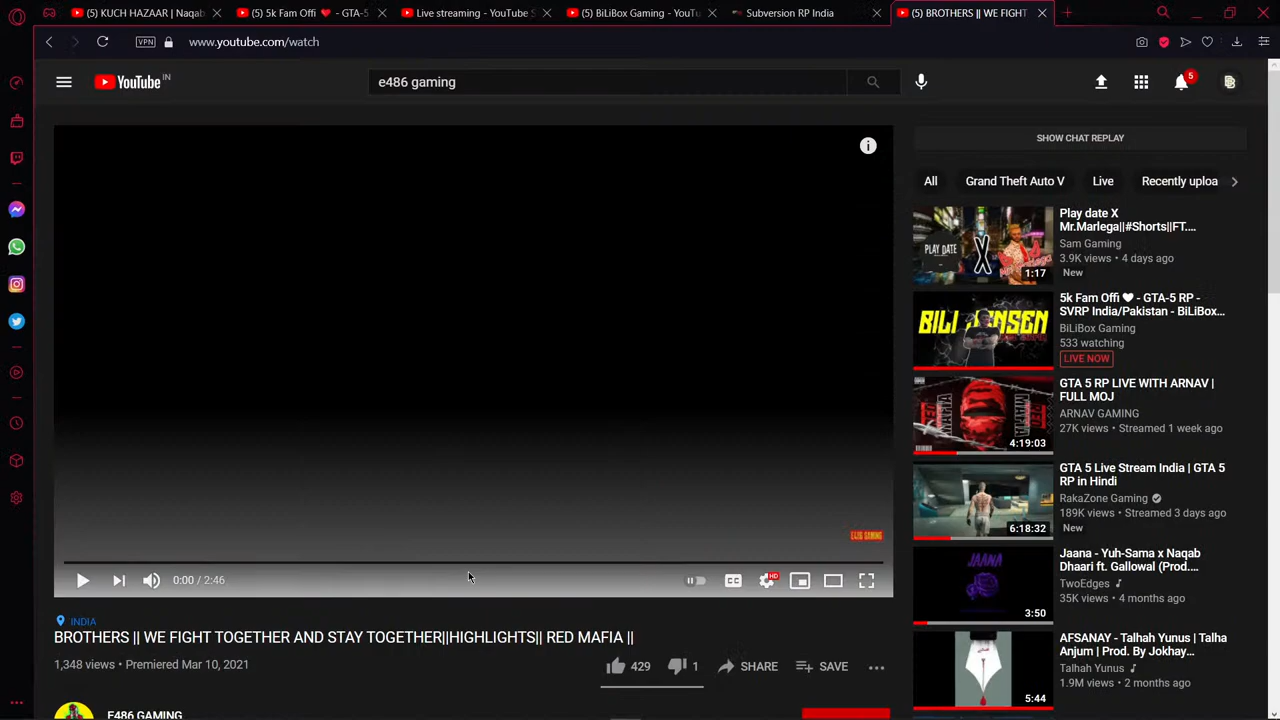 (5) KUCH HAZAAR | Naqab
(5) 5k Fam Offi ❤ - GTA-5
Live streaming - YouTube S
(5) BiLiBox Gaming - YouTu
Subversion RP India
(5) BROTHERS || WE FIGHT
VPN
www.youtube.com/watch
YouTube IN
e486 gaming
5
SHOW CHAT REPLAY
All
Grand Theft Auto V
Live
Recently uploa
PLAY DATE
X
1:17
Play date X
Mr.Marlega||#Shorts||FT....
Sam Gaming
3.9K views • 4 days ago
New
5k Fam Offi ❤ - GTA-5 RP -
SVRP India/Pakistan - BiLiBox...
BiLiBox Gaming
533 watching
LIVE NOW
GTA 5 RP LIVE WITH ARNAV |
FULL MOJ
ARNAV GAMING
27K views • Streamed 1 week ago
MAFIA
4:19:03
GTA 5 Live Stream India | GTA 5
RP in Hindi
RakaZone Gaming
189K views • Streamed 3 days ago
New
6:18:32
JAANA
3:50
Jaana - Yuh-Sama x Naqab
Dhaari ft. Gallowal (Prod....
TwoEdges
35K views • 4 months ago
AFSANAY - Talhah Yunus | Talha
Anjum | Prod. By Jokhay...
Talhah Yunus
1.9M views • 2 months ago
5:44
E486 GAMING
0:00 / 2:46
CC
HD
INDIA
BROTHERS || WE FIGHT TOGETHER AND STAY TOGETHER||HIGHLIGHTS|| RED MAFIA ||
1,348 views • Premiered Mar 10, 2021
429
1
SHARE
SAVE
E486 GAMING